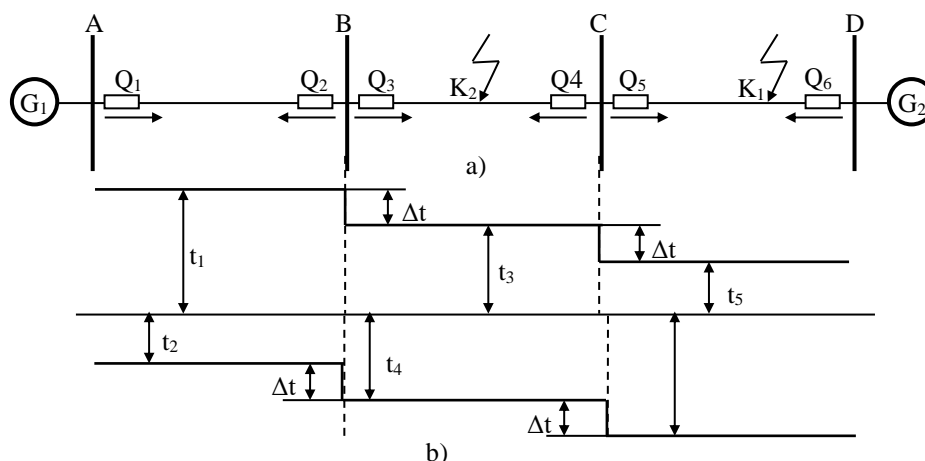 A B C D
G₁ Q₁ Q₂ Q₃ K₂ Q4 Q₅ K₁ Q₆ G₂
a)
Δt
t₁ t₃ Δt
t₅
t₂
t₄
Δt
Δt
b)